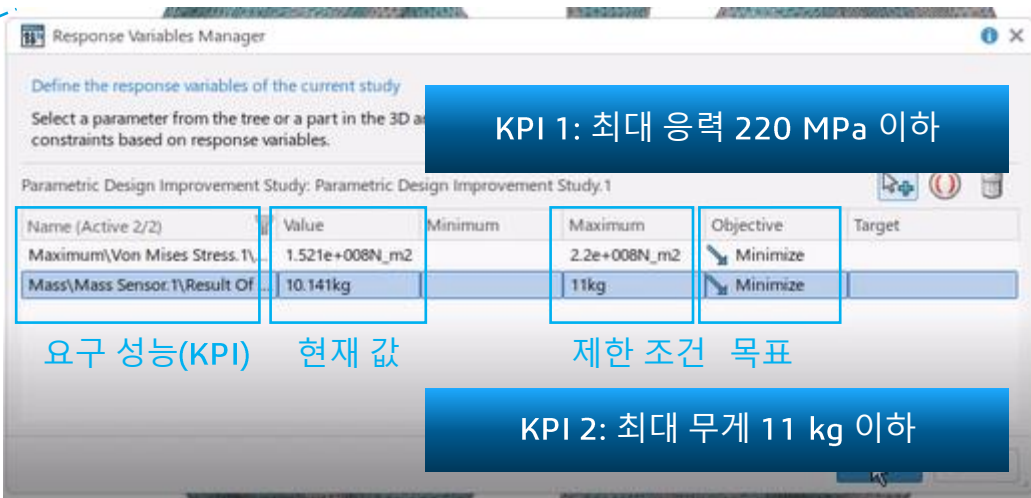 Response Variables Manager
Define the response variables of the current study
Select a parameter from the tree or a part in the 3D a
constraints based on response variables.
KPI 1: 최대 응력 220 MPa 이하
Parametric Design Improvement Study: Parametric Design Improvement Study.1
Name (Active 2/2) Value Minimum Maximum Objective Target
Maximum\Von Mises Stress.1\... 1.521e+008N_m2 2.2e+008N_m2 Minimize
Mass\Mass Sensor.1\Result Of ... 10.141kg 11kg Minimize
요구 성능(KPI) 현재 값 제한 조건 목표
KPI 2: 최대 무게 11 kg 이하